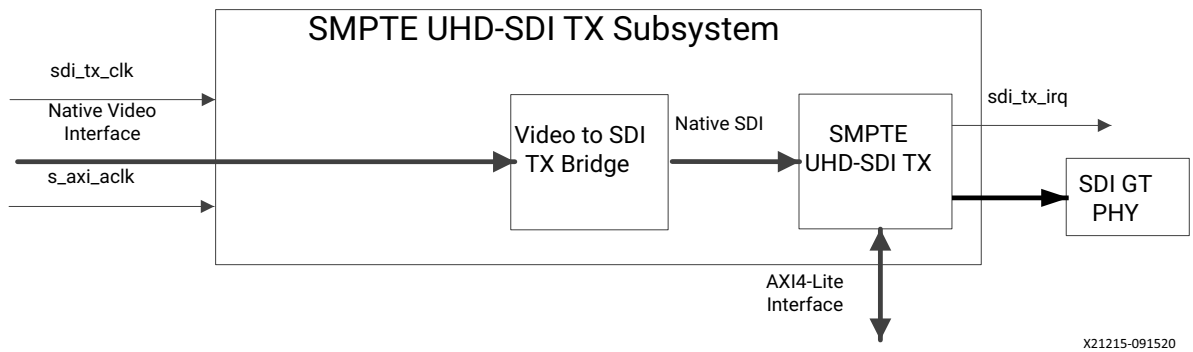 SMPTE UHD-SDI TX Subsystem
sdi_tx_clk
Native Video
Interface
s_axi_aclk
Video to SDI
TX Bridge
Native SDI
SMPTE
UHD-SDI TX
sdi_tx_irq
SDI GT
PHY
AXI4-Lite
Interface
X21215-091520